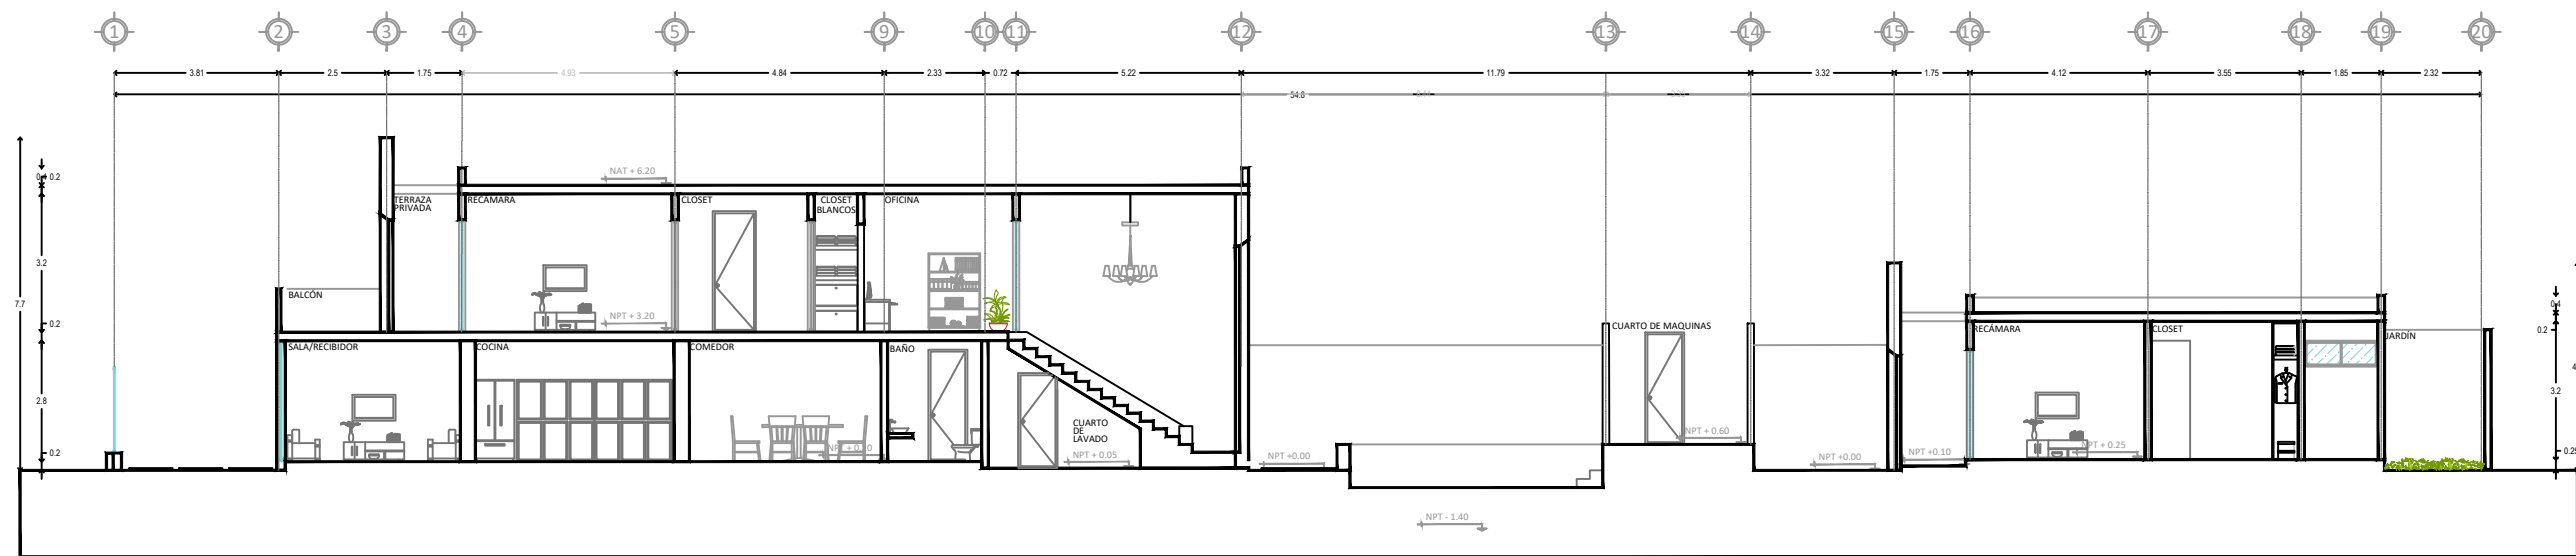 1 2 3 4 5 9 10 11 12 13 14 15 16 17 18 19 20
3.81 2.5 1.75 4.93 4.84 2.33 0.72 5.22 11.79 3.32 1.75 4.12 3.55 1.85 2.32
54.8
NAT + 6.20
0.2
TERRAZA
PRIVADA
RECÁMARA
CLOSET
CLOSET
BLANCOS
OFICINA
3.2
7.7
BALCÓN
NPT + 3.20
0.2
SALA/RECIBIDOR
COCINA
COMEDOR
BAÑO
2.8
CUARTO
DE
LAVADO
0.2
NPT + 0.05
NPT +0.00
CUARTO DE MAQUINAS
NPT + 0.60
NPT - 1.40
NPT +0.00
NPT +0.10
RECÁMARA
CLOSET
JARDÍN
NPT + 0.25
0.4
0.2
3.2
0.25